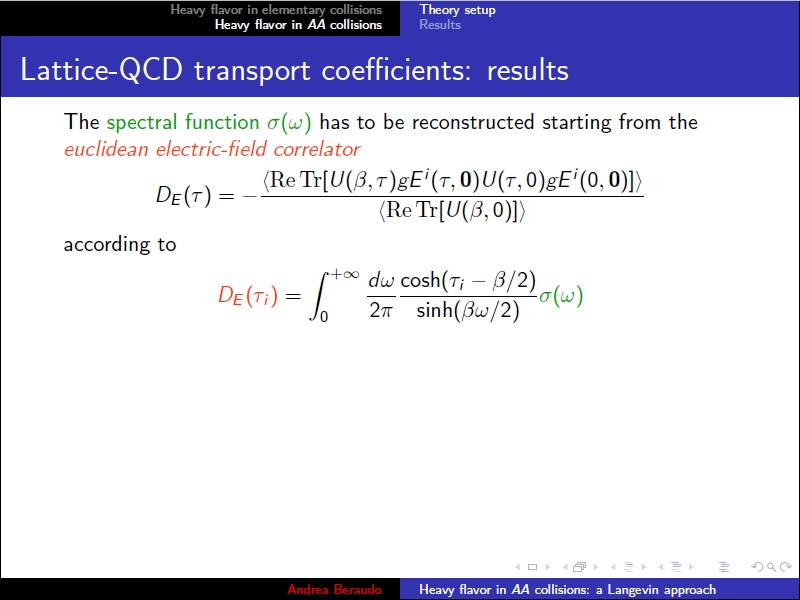 Heavy flavor in elementary collisions
Heavy flavor in AA collisions
Theory setup
Results
Lattice-QCD transport coefficients: results
The spectral function σ(ω) has to be reconstructed starting from the
euclidean electric-field correlator
D_E(τ) = −⟨Re Tr[U(β, τ)gE^i(τ, 0)U(τ, 0)gE^i(0, 0)]⟩ / ⟨Re Tr[U(β, 0)]⟩
according to
D_E(τ_i) = ∫_0^{+∞} dω/2π cosh(τ_i − β/2)/sinh(βω/2) σ(ω)
Andrea Beraudo
Heavy flavor in AA collisions: a Langevin approach